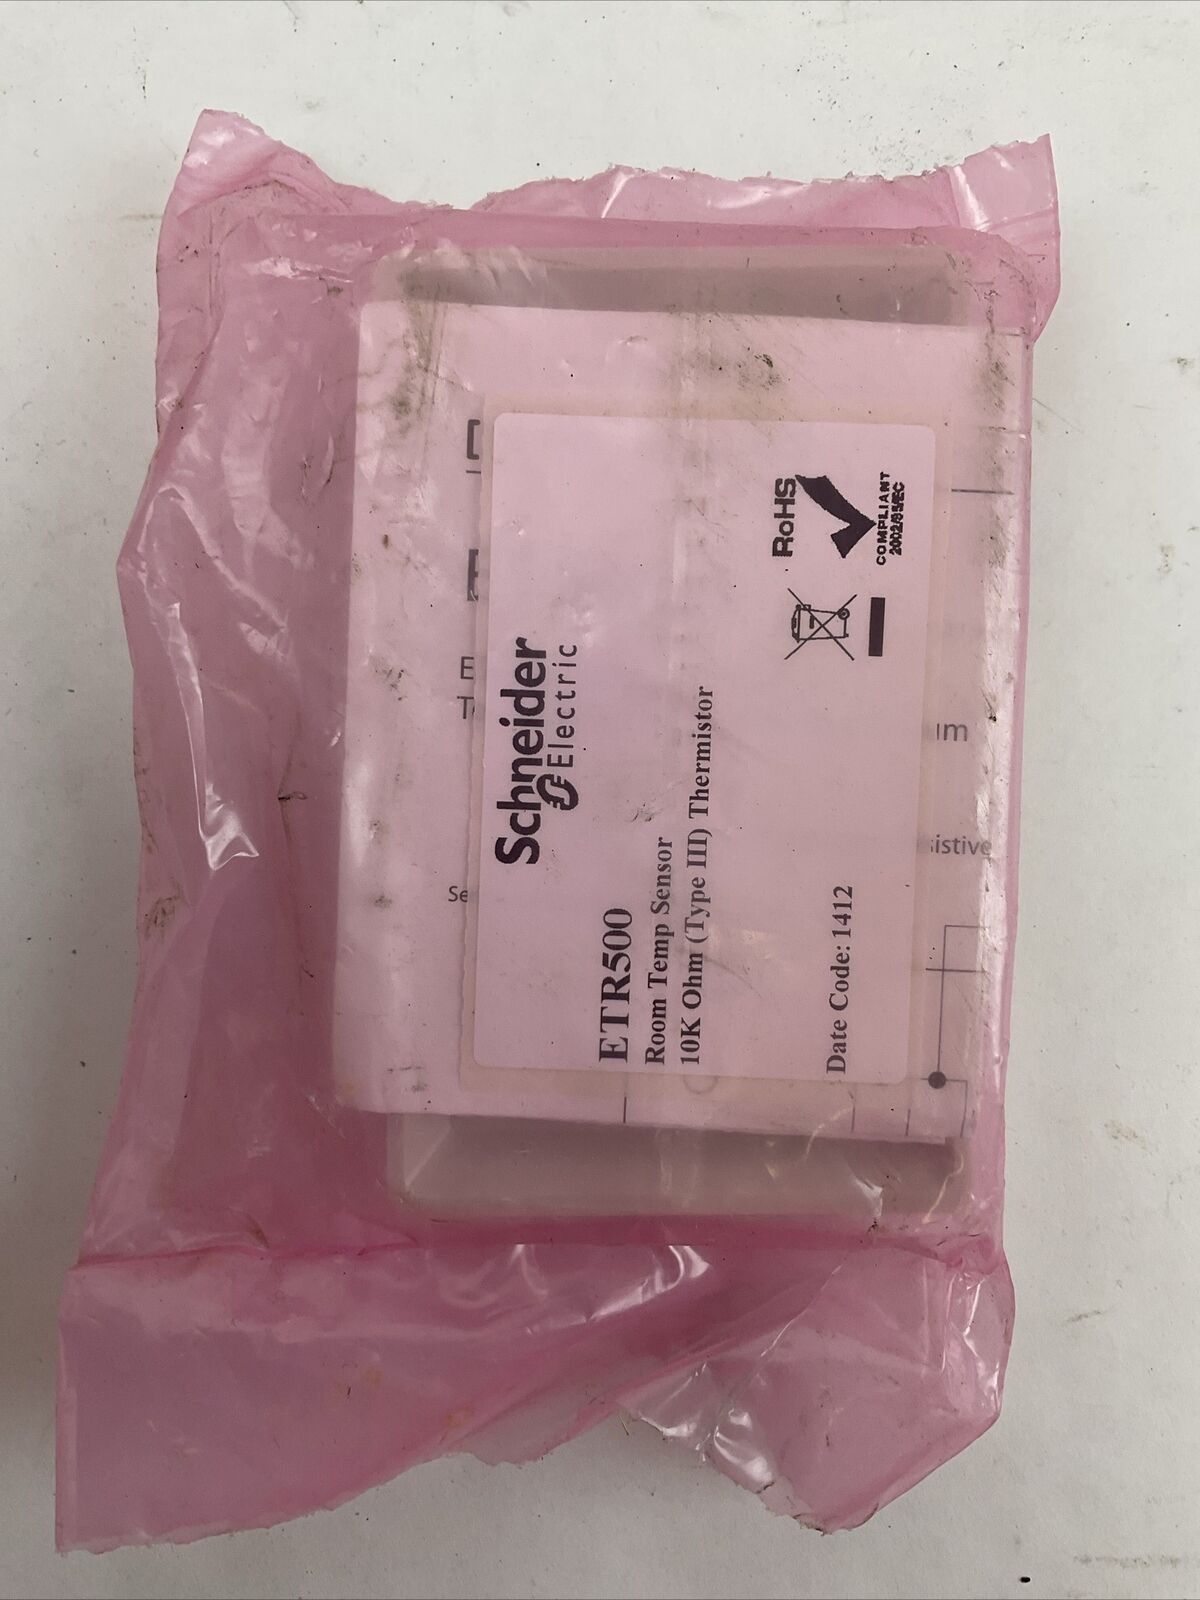 Schneider
Electric
ETR500
Room Temp Sensor
10K Ohm (Type III) Thermistor
Date Code: 1412
RoHS
COMPLIANT
2002/95/EC